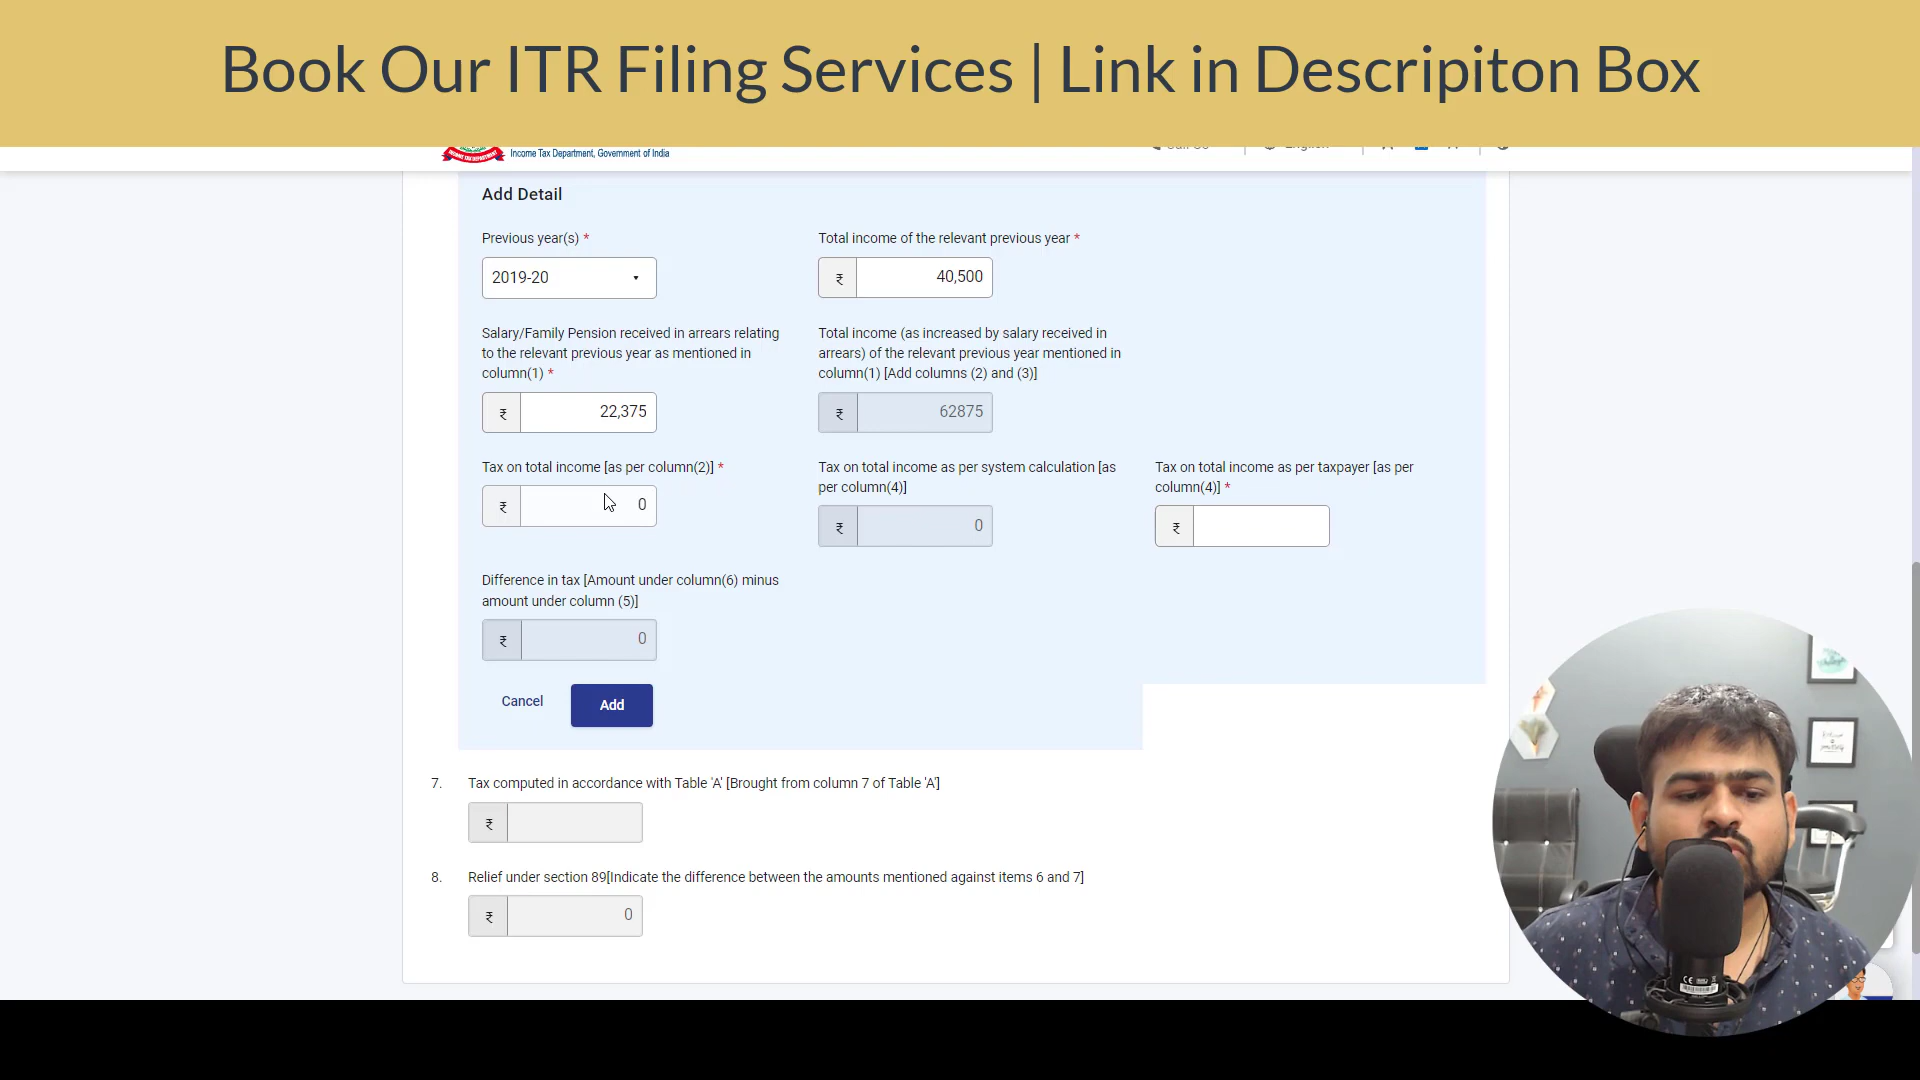 Book Our ITR Filing Services | Link in Descripiton Box
Income Tax Department, Government of India
Add Detail
Previous year(s) *
Total income of the relevant previous year *
2019-20
₹ 40,500
Salary/Family Pension received in arrears relating
to the relevant previous year as mentioned in
column(1) *
Total income (as increased by salary received in
arrears) of the relevant previous year mentioned in
column(1) [Add columns (2) and (3)]
₹ 22,375
₹ 62875
Tax on total income [as per column(2)] *
Tax on total income as per system calculation [as
per column(4)]
Tax on total income as per taxpayer [as per
column(4)] *
₹ 0
₹ 0
₹
Difference in tax [Amount under column(6) minus
amount under column (5)]
₹ 0
Cancel
Add
7. Tax computed in accordance with Table 'A' [Brought from column 7 of Table 'A']
₹
8. Relief under section 89[Indicate the difference between the amounts mentioned against items 6 and 7]
₹ 0